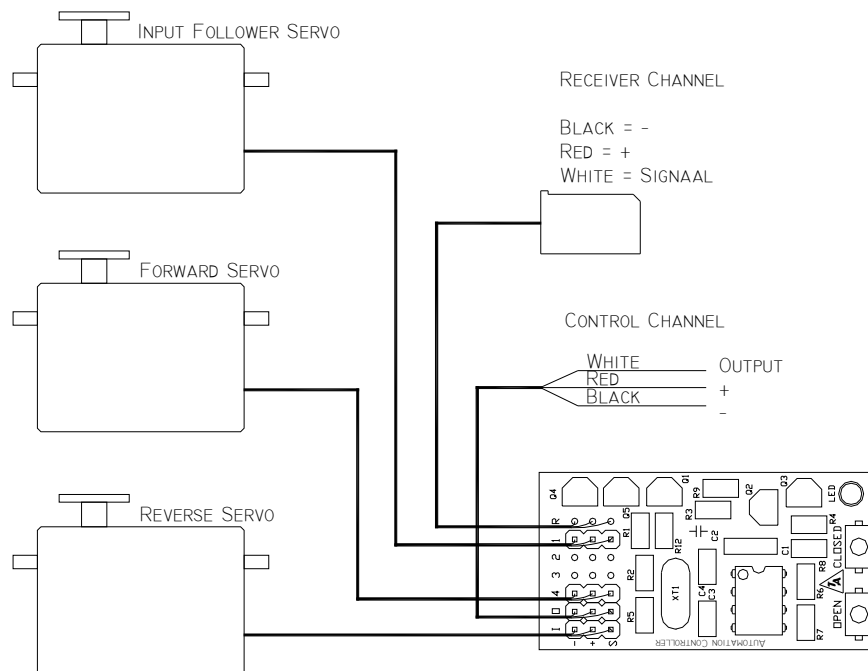 INPUT FOLLOWER SERVO
RECEIVER CHANNEL
BLACK = -
RED = +
WHITE = SIGNAAL
FORWARD SERVO
CONTROL CHANNEL
WHITE OUTPUT
RED +
BLACK -
REVERSE SERVO
Q4
Q5
Q1
R9
R3
Q2
Q3
LED
R
1
2
3
4
O
I
- + S
R1
R12
R2
R5
XT1
C2
C4
C3
C1
R4
R8
R6
R7
CLOSED
OPEN
TA
AUTOMATION CONTROLLER